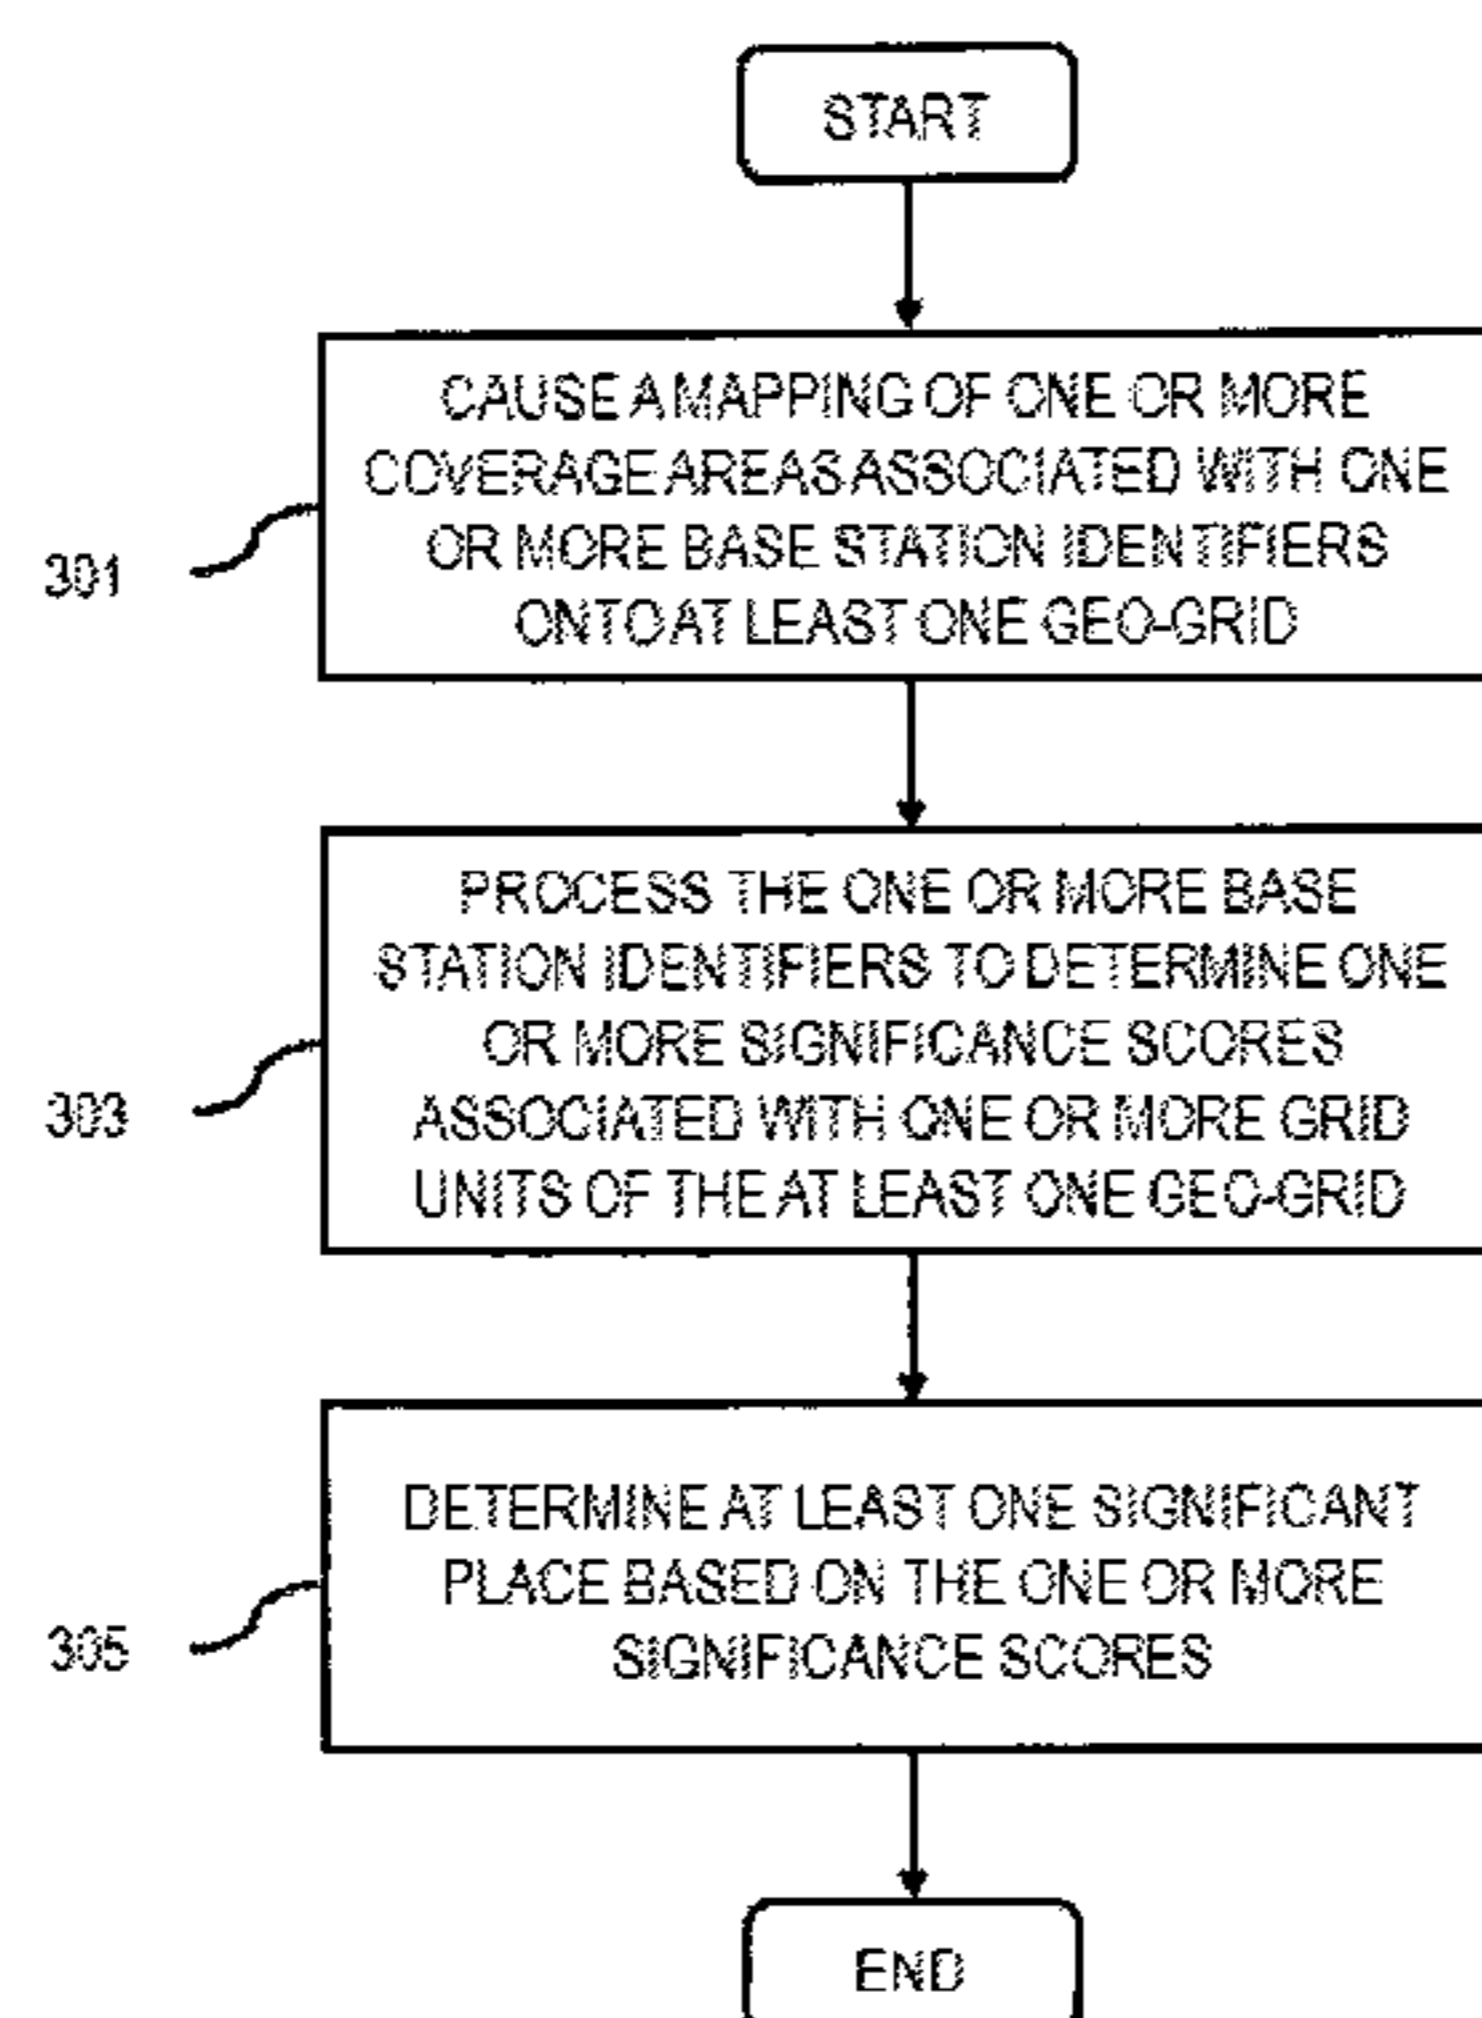 START
CAUSE A MAPPING OF ONE OR MORE
COVERAGE AREAS ASSOCIATED WITH ONE
OR MORE BASE STATION IDENTIFIERS
ONTO AT LEAST ONE GEO-GRID
301
PROCESS THE ONE OR MORE BASE
STATION IDENTIFIERS TO DETERMINE ONE
OR MORE SIGNIFICANCE SCORES
ASSOCIATED WITH ONE OR MORE GRID
UNITS OF THE AT LEAST ONE GEO-GRID
303
DETERMINE AT LEAST ONE SIGNIFICANT
PLACE BASED ON THE ONE OR MORE
SIGNIFICANCE SCORES
305
END